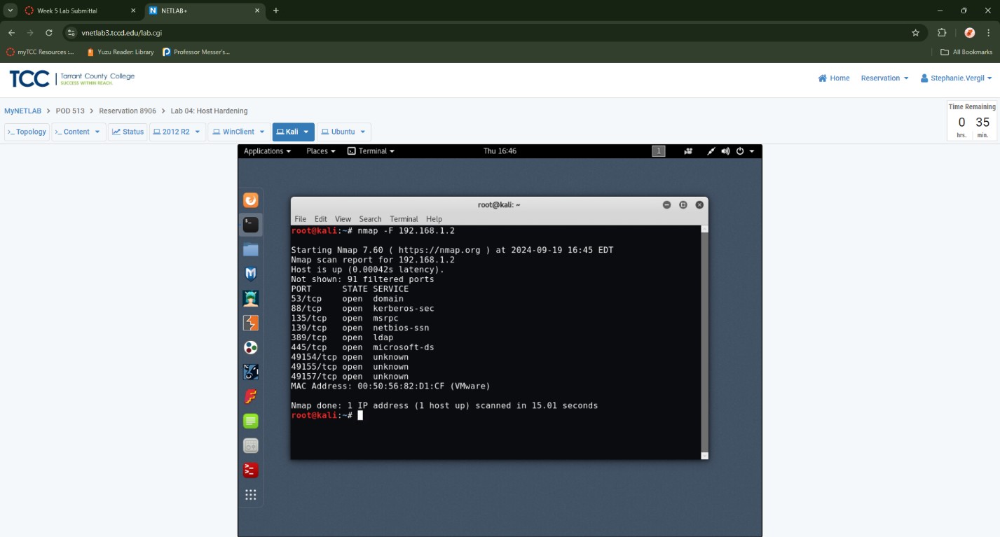 Week 5 Lab Submittal
NETLAB+
vnetlab3.tccd.edu/lab.cgi
myTCC Resources :...
Yuzu Reader: Library
Professor Messer's...
All Bookmarks
TCC Tarrant County College
SUCCESS WITHIN REACH.
Home
Reservation
Stephanie.Vergil
MyNETLAB > POD 513 > Reservation 8906 > Lab 04: Host Hardening
Time Remaining
0 35
hrs. min.
>_ Topology
>_ Content
Status
2012 R2
WinClient
Kali
Ubuntu
Applications
Places
Terminal
Thu 16:46
1
root@kali: ~
File Edit View Search Terminal Help
root@kali:~# nmap -F 192.168.1.2
Starting Nmap 7.60 ( https://nmap.org ) at 2024-09-19 16:45 EDT
Nmap scan report for 192.168.1.2
Host is up (0.00042s latency).
Not shown: 91 filtered ports
PORT STATE SERVICE
53/tcp open domain
88/tcp open kerberos-sec
135/tcp open msrpc
139/tcp open netbios-ssn
389/tcp open ldap
445/tcp open microsoft-ds
49154/tcp open unknown
49155/tcp open unknown
49157/tcp open unknown
MAC Address: 00:50:56:82:D1:CF (VMware)
Nmap done: 1 IP address (1 host up) scanned in 15.01 seconds
root@kali:~#